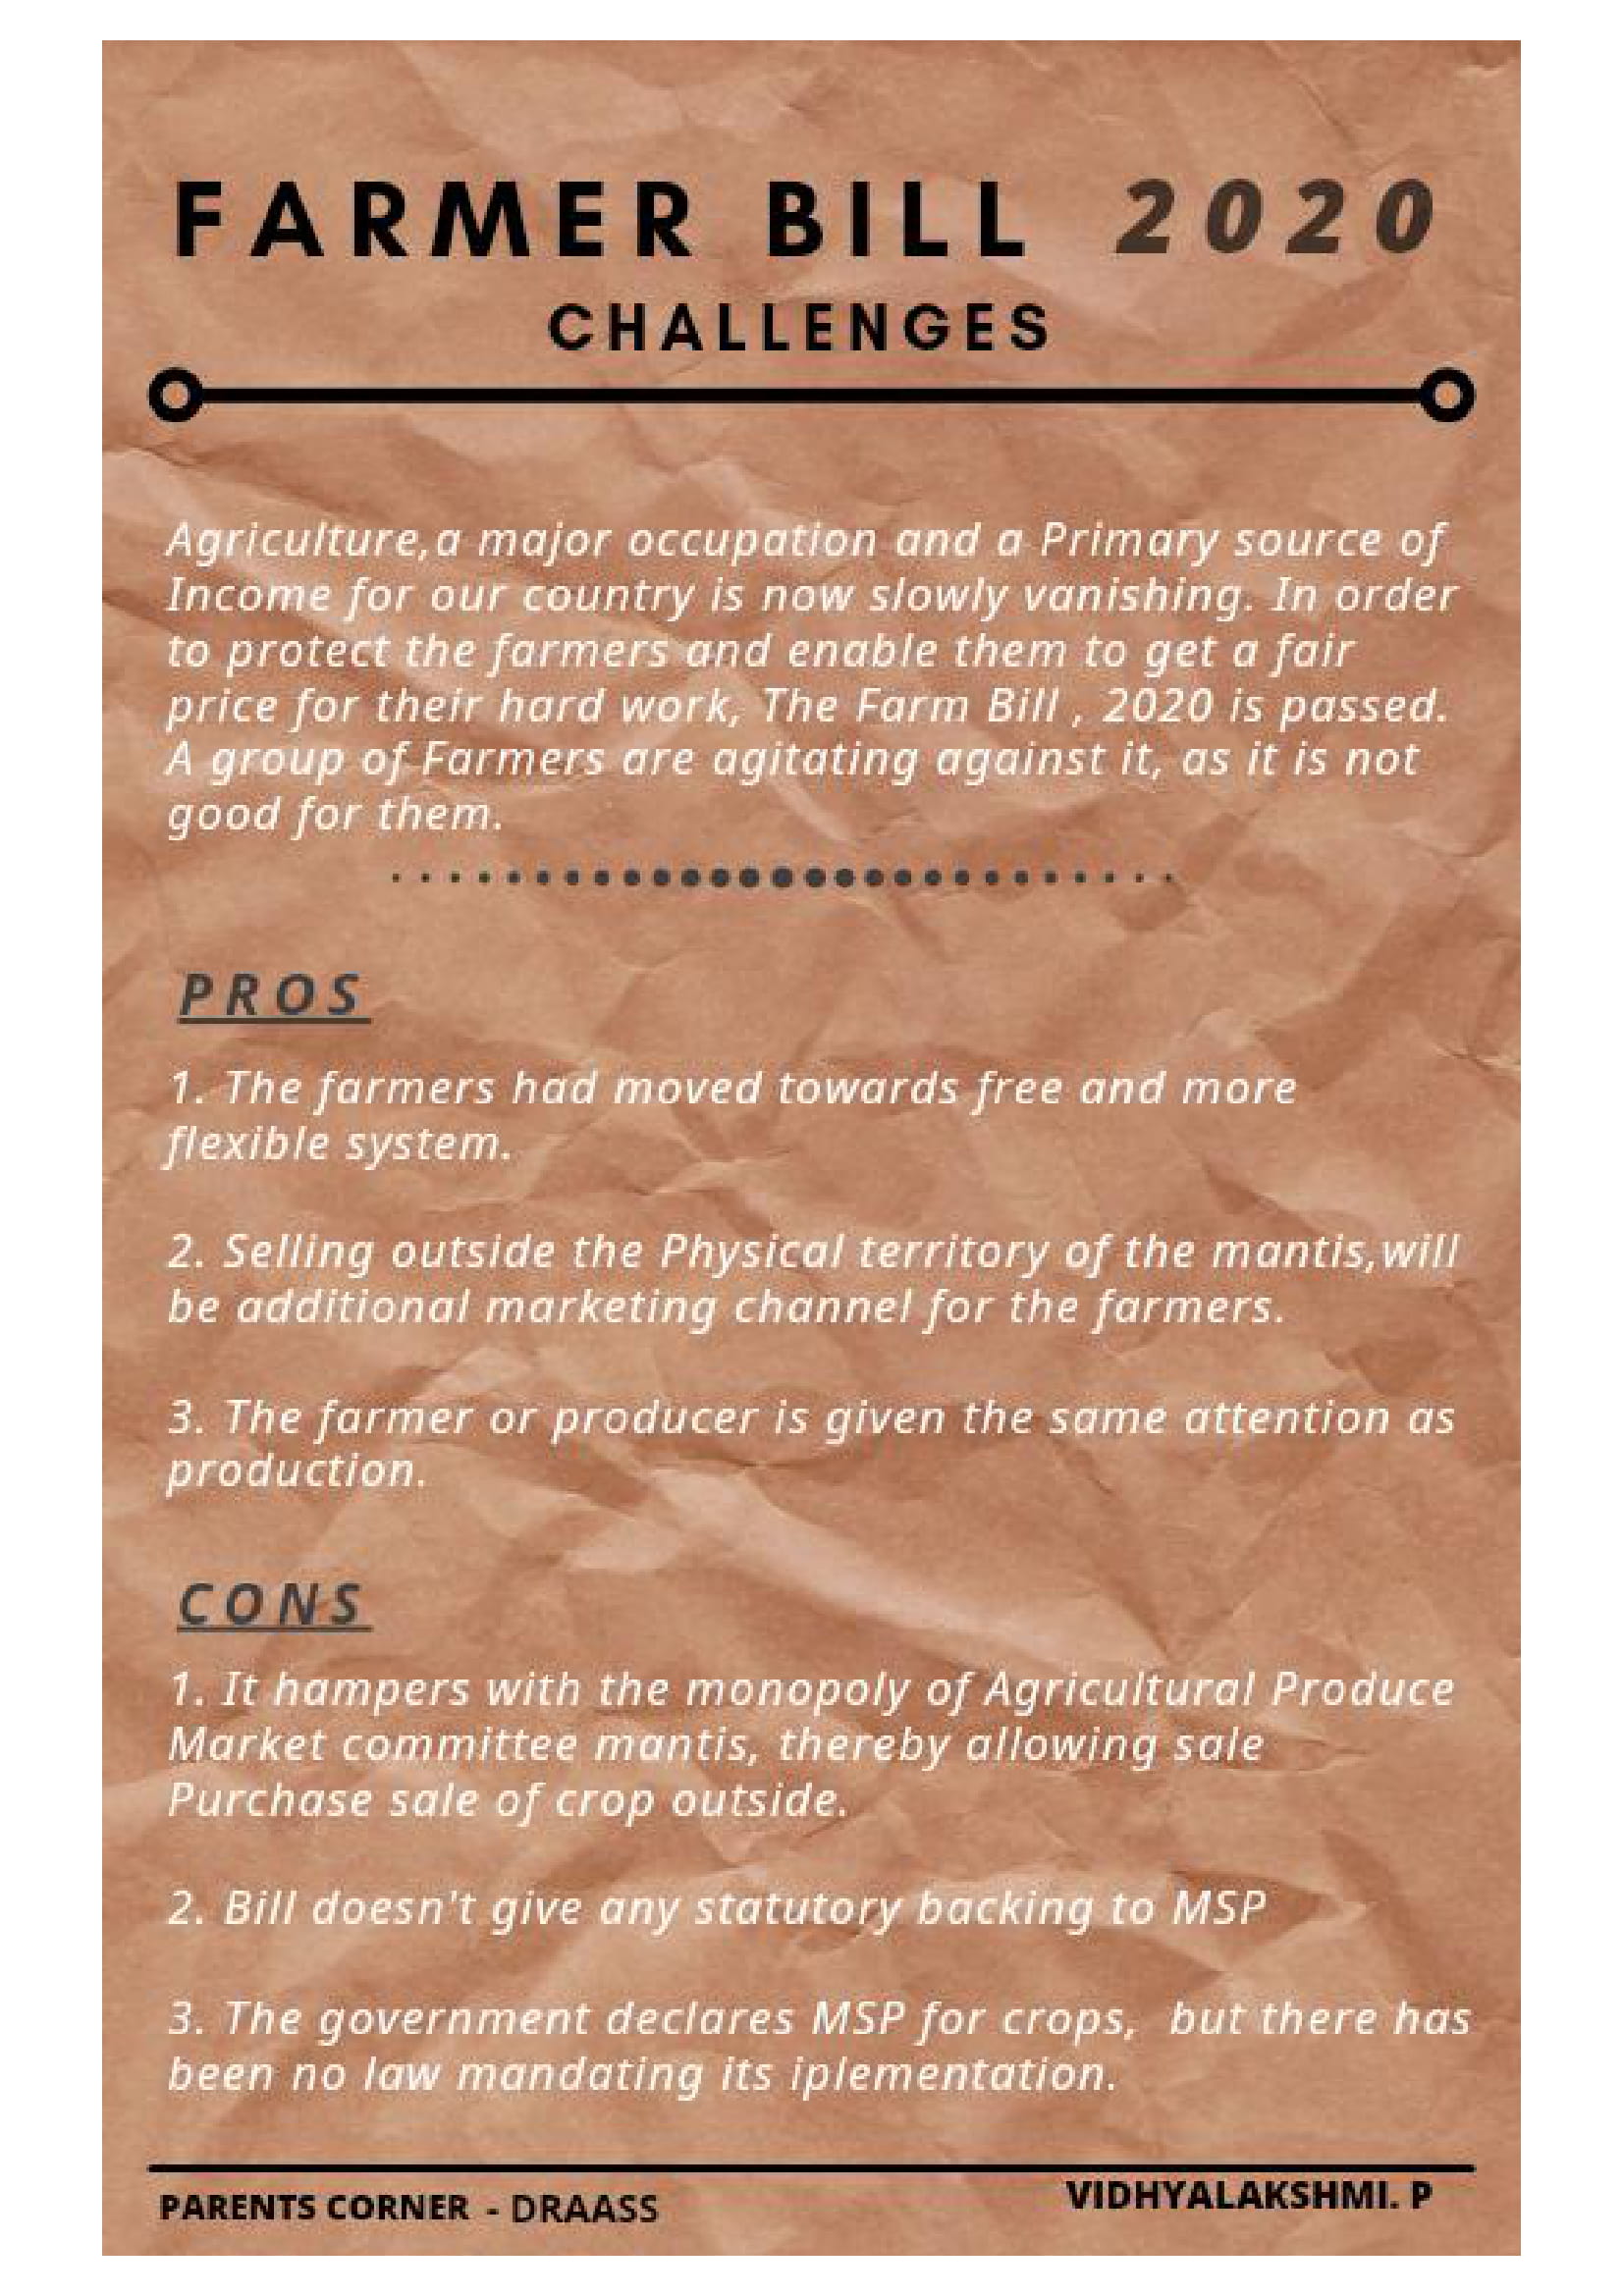 FARMER BILL 2020
CHALLENGES
Agriculture,a major occupation and a Primary source of
Income for our country is now slowly vanishing. In order
to protect the farmers and enable them to get a fair
price for their hard work, The Farm Bill , 2020 is passed.
A group of Farmers are agitating against it, as it is not
good for them.
PROS
1. The farmers had moved towards free and more
flexible system.
2. Selling outside the Physical territory of the mantis,will
be additional marketing channel for the farmers.
3. The farmer or producer is given the same attention as
production.
CONS
1. It hampers with the monopoly of Agricultural Produce
Market committee mantis, thereby allowing sale
Purchase sale of crop outside.
2. Bill doesn't give any statutory backing to MSP
3. The government declares MSP for crops,  but there has
been no law mandating its iplementation.
PARENTS CORNER - DRAASS
VIDHYALAKSHMI. P